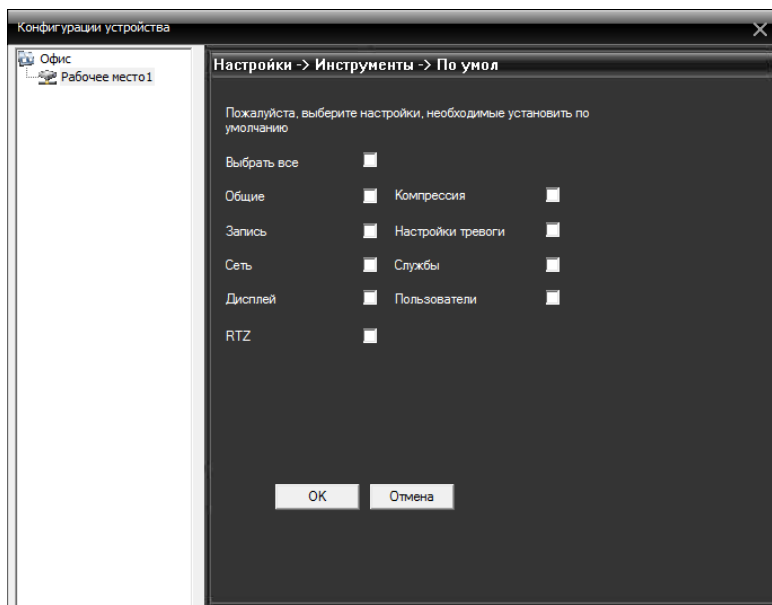 Конфигурации устройства
Офис
Рабочее место1
Настройки -> Инструменты -> По умол
Пожалуйста, выберите настройки, необходимые установить по
умолчанию
Выбрать все
Общие Компрессия
Запись Настройки тревоги
Сеть Службы
Дисплей Пользователи
RTZ
OK Отмена